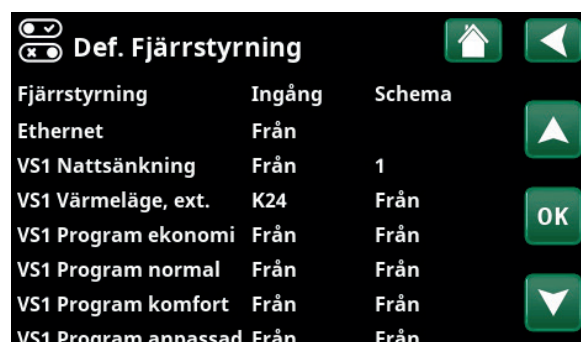 Def. Fjärrstyrning
Fjärrstyrning Ingång Schema
Ethernet Från
VS1 Nattsänkning Från 1
VS1 Värmeläge, ext. K24 Från
OK
VS1 Program ekonomi Från Från
VS1 Program normal Från Från
VS1 Program komfort Från Från
VS1 Program anpassad Från Från